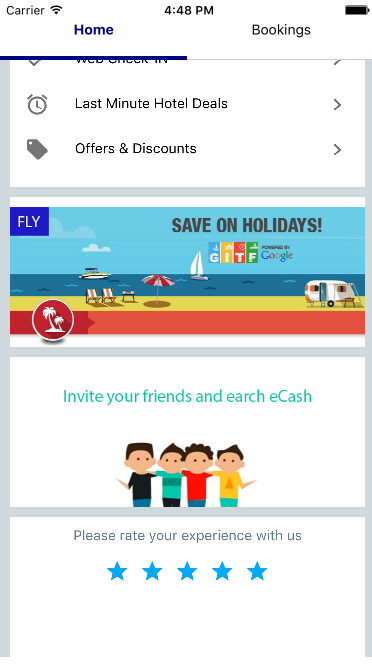 Carrier 4:48 PM
Home Bookings
Web Check-IN
Last Minute Hotel Deals
Offers & Discounts
FLY
SAVE ON HOLIDAYS!
GITF POWERED BY Google
Invite your friends and earch eCash
Please rate your experience with us